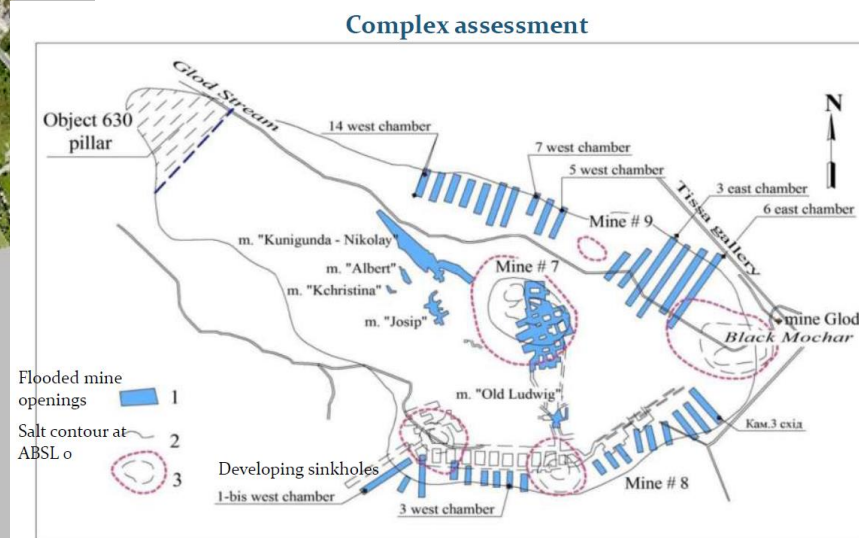 Complex assessment
Glod Stream
Object 630
pillar
14 west chamber
7 west chamber
5 west chamber
N
3 east chamber
6 east chamber
Tissa gallery
Mine # 9
m. "Kunigunda - Nikolay"
Mine # 7
m. "Albert"
m. "Kchristina"
m. "Josip"
mine Glod
Black Mochar
m. "Old Ludwig"
Flooded mine
openings
1
Salt contour at
ABSL 0
2
3
Developing sinkholes
Кам.3 схід
1-bis west chamber
3 west chamber
Mine # 8